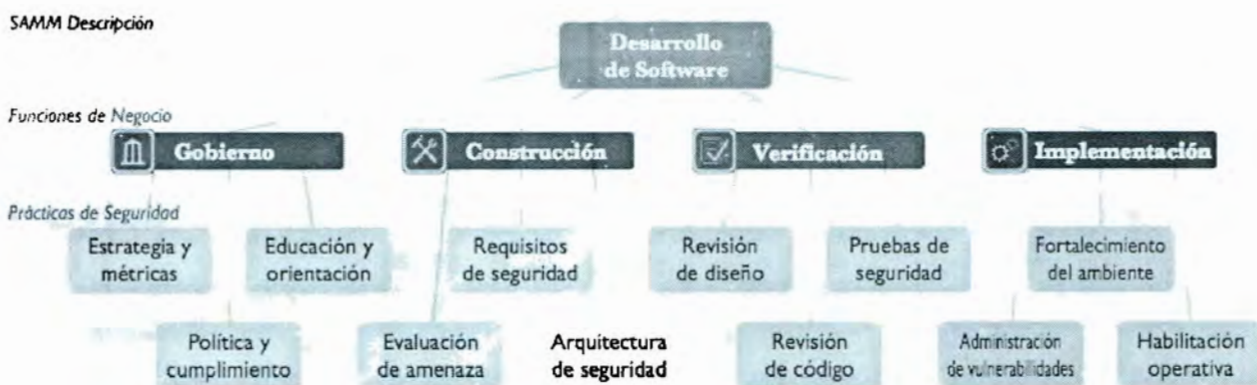 SAMM Descripción
Desarrollo
de Software
Funciones de Negocio
Gobierno
Construcción
Verificación
Implementación
Prácticas de Seguridad
Estrategia y
métricas
Educación y
orientación
Requisitos
de seguridad
Revisión
de diseño
Pruebas de
seguridad
Fortalecimiento
del ambiente
Política y
cumplimiento
Evaluación
de amenaza
Arquitectura
de seguridad
Revisión
de código
Administración
de vulnerabilidades
Habilitación
operativa